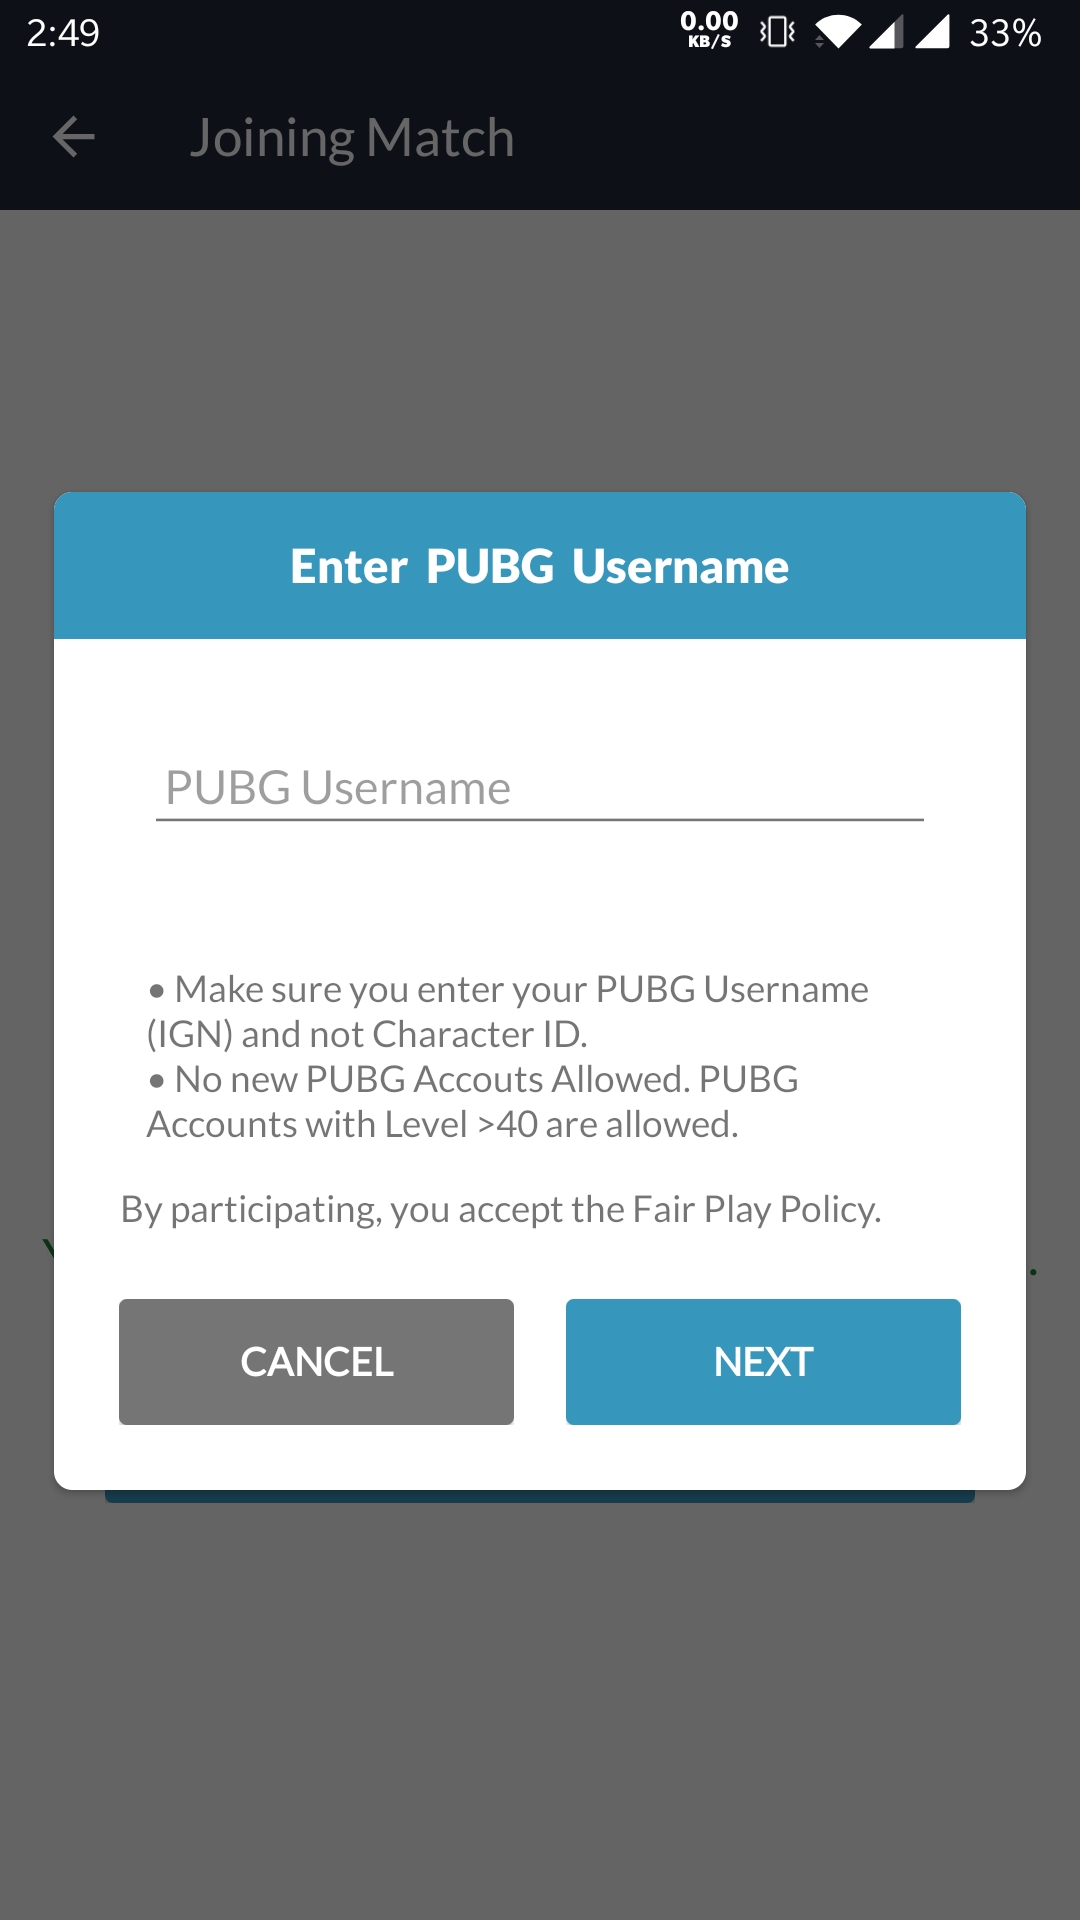 2:49
0.00
KB/S
33%
Joining Match
Enter PUBG Username
PUBG Username
• Make sure you enter your PUBG Username
(IGN) and not Character ID.
• No new PUBG Accouts Allowed. PUBG
Accounts with Level >40 are allowed.
By participating, you accept the Fair Play Policy.
CANCEL
NEXT